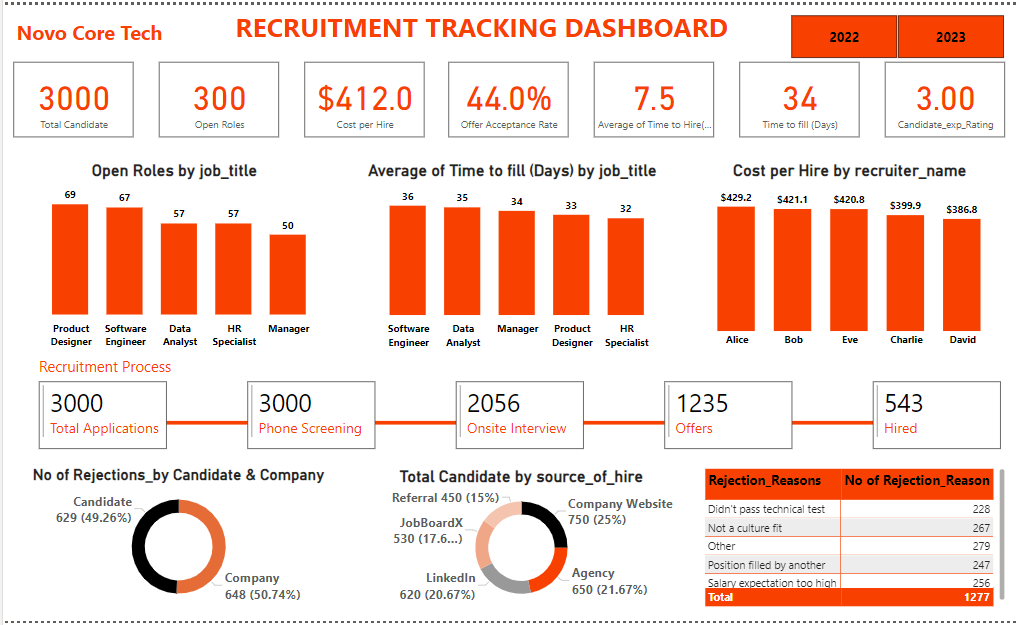 Novo Core Tech
RECRUITMENT TRACKING DASHBOARD
2022
2023
3000
Total Candidate
300
Open Roles
$412.0
Cost per Hire
44.0%
Offer Acceptance Rate
7.5
Average of Time to Hire(...
34
Time to fill (Days)
3.00
Candidate_exp_Rating
Open Roles by job_title
69
67
57
57
50
Product
Designer
Software
Engineer
Data
Analyst
HR
Specialist
Manager
Average of Time to fill (Days) by job_title
36
35
34
33
32
Software
Engineer
Data
Analyst
Manager
Product
Designer
HR
Specialist
Cost per Hire by recruiter_name
$429.2
$421.1
$420.8
$399.9
$386.8
Alice
Bob
Eve
Charlie
David
Recruitment Process
3000
Total Applications
3000
Phone Screening
2056
Onsite Interview
1235
Offers
543
Hired
No of Rejections_by Candidate & Company
Candidate
629 (49.26%)
Company
648 (50.74%)
Total Candidate by source_of_hire
Referral 450 (15%)
Company Website
750 (25%)
JobBoardX
530 (17.6...)
LinkedIn
620 (20.67%)
Agency
650 (21.67%)
Rejection_Reasons No of Rejection_Reason
Didn't pass technical test 228
Not a culture fit 267
Other 279
Position filled by another 247
Salary expectation too high 256
Total 1277